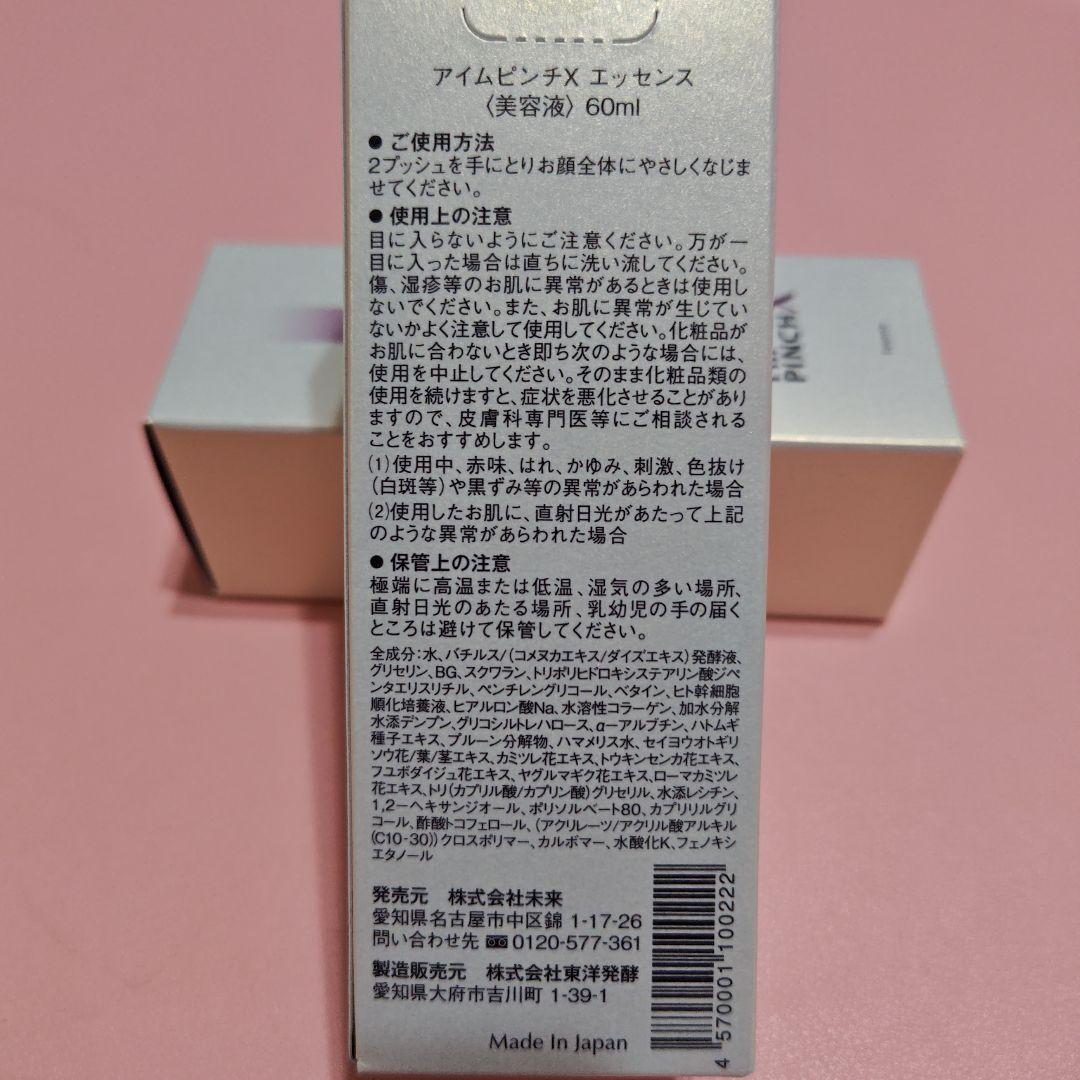 アイムピンチX エッセンス
〈美容液〉 60ml
● ご使用方法
2プッシュを手にとりお顔全体にやさしくなじま
せてください。
● 使用上の注意
目に入らないようにご注意ください。万が一
目に入った場合は直ちに洗い流してください。
傷、湿疹等のお肌に異常があるときは使用し
ないでください。また、お肌に異常が生じてい
ないかよく注意して使用してください。化粧品が
お肌に合わないとき即ち次のような場合には、
使用を中止してください。そのまま化粧品類の
使用を続けますと、症状を悪化させることがあり
ますので、皮膚科専門医等にご相談される
ことをおすすめします。
(1)使用中、赤味、はれ、かゆみ、刺激、色抜け
(白斑等)や黒ずみ等の異常があらわれた場合
(2)使用したお肌に、直射日光があたって上記
のような異常があらわれた場合
● 保管上の注意
極端に高温または低温、湿気の多い場所、
直射日光のあたる場所、乳幼児の手の届く
ところは避けて保管してください。
全成分:水、バチルス/(コメヌカエキス/ダイズエキス)発酵液、
グリセリン、BG、スクワラン、トリポリヒドロキシステアリン酸ジペ
ンタエリスリチル、ペンチレングリコール、ベタイン、ヒト幹細胞
順化培養液、ヒアルロン酸Na、水溶性コラーゲン、加水分解
水添デンプン、グリコシルトレハロース、α-アルブチン、ハトムギ
種子エキス、プルーン分解物、ハマメリス水、セイヨウオトギリ
ソウ花/葉/茎エキス、カミツレ花エキス、トウキンセンカ花エキス、
フユボダイジュ花エキス、ヤグルマギク花エキス、ローマカミツレ
花エキス、トリ(カプリル酸/カプリン酸)グリセリル、水添レシチン、
1,2-ヘキサンジオール、ポリソルベート80、カプリリルグリ
コール、酢酸トコフェロール、(アクリレーツ/アクリル酸アルキル
(C10-30))クロスポリマー、カルボマー、水酸化K、フェノキシ
エタノール
発売元 株式会社未来
愛知県名古屋市中区錦 1-17-26
問い合わせ先 0120-577-361
製造販売元 株式会社東洋発酵
愛知県大府市吉川町 1-39-1
Made In Japan
4 570001 100222
PINCHX